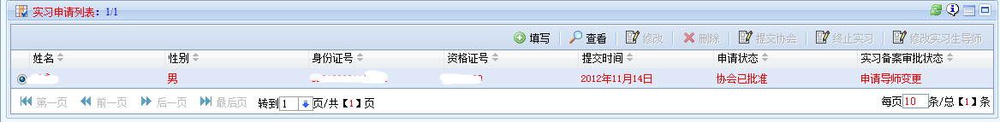 实习申请列表：1/1
填写 查看 修改 删除 提交协会 终止实习 修改实习生导师
姓名 性别 身份证号 资格证号 提交时间 申请状态 实习备案审批状态
男 2012年11月14日 协会已批准 申请导师变更
第一页 前一页 后一页 最后页 转到1页/共【1】页 每页10条/总【1】条